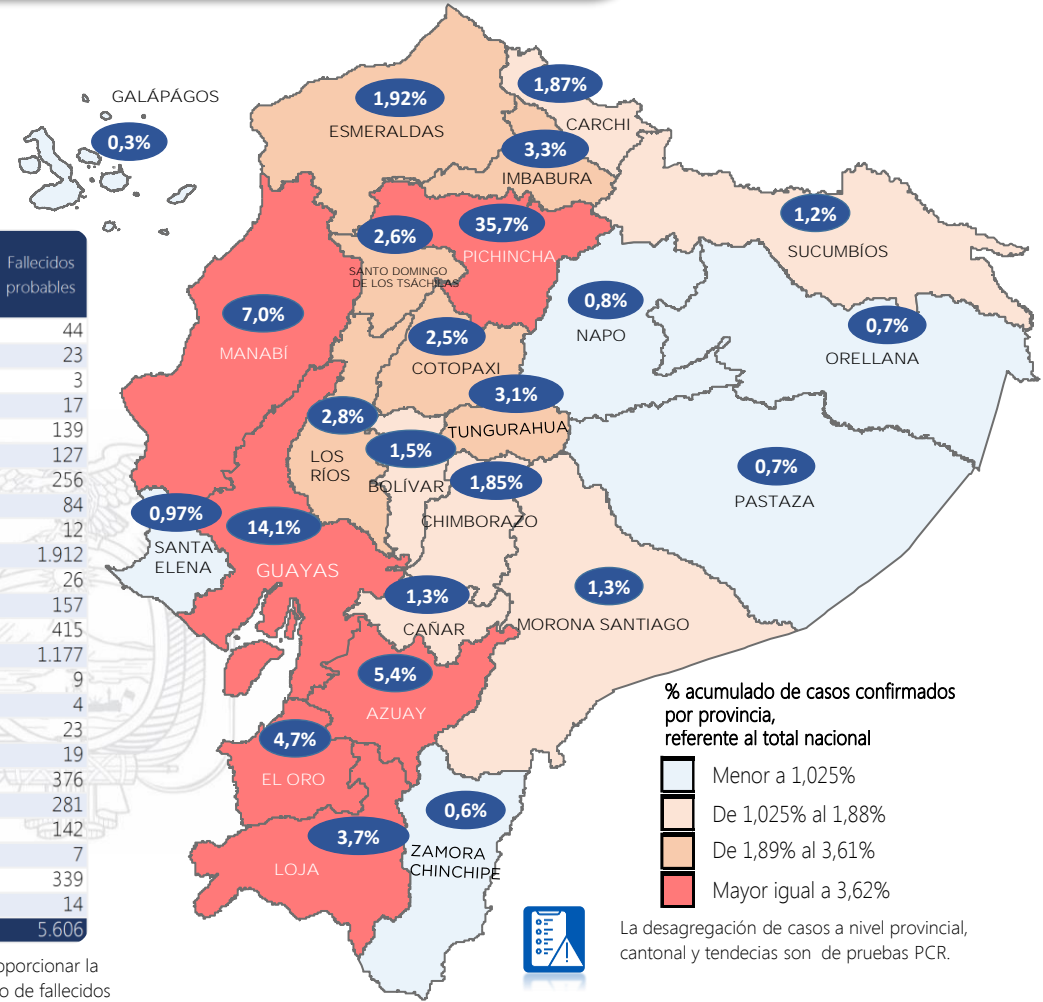 GALÁPÁGOS
0,3%
1,92%
ESMERALDAS
1,87%
CARCHI
3,3%
IMBABURA
1,2%
SUCUMBÍOS
2,6%
SANTO DOMINGO
DE LOS TSÁCHILAS
35,7%
PICHINCHA
7,0%
MANABÍ
0,8%
NAPO
0,7%
ORELLANA
2,5%
COTOPAXI
3,1%
TUNGURAHUA
2,8%
LOS
RÍOS
1,5%
BOLÍVAR
1,85%
CHIMBORAZO
0,7%
PASTAZA
0,97%
SANTA
ELENA
14,1%
GUAYAS
1,3%
CAÑAR
1,3%
MORONA SANTIAGO
5,4%
AZUAY
4,7%
EL ORO
3,7%
LOJA
0,6%
ZAMORA
CHINCHIPE
Fallecidos
probables
44
23
3
17
139
127
256
84
12
1.912
26
157
415
1.177
9
4
23
19
376
281
142
7
339
14
5.606
oporcionar la
o de fallecidos
% acumulado de casos confirmados
por provincia,
referente al total nacional
Menor a 1,025%
De 1,025% al 1,88%
De 1,89% al 3,61%
Mayor igual a 3,62%
La desagregación de casos a nivel provincial,
cantonal y tendecias son de pruebas PCR.